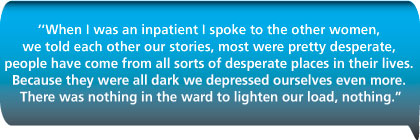 “When I was an inpatient I spoke to the other women,
we told each other our stories, most were pretty desperate,
people have come from all sorts of desperate places in their lives.
Because they were all dark we depressed ourselves even more.
There was nothing in the ward to lighten our load, nothing.”